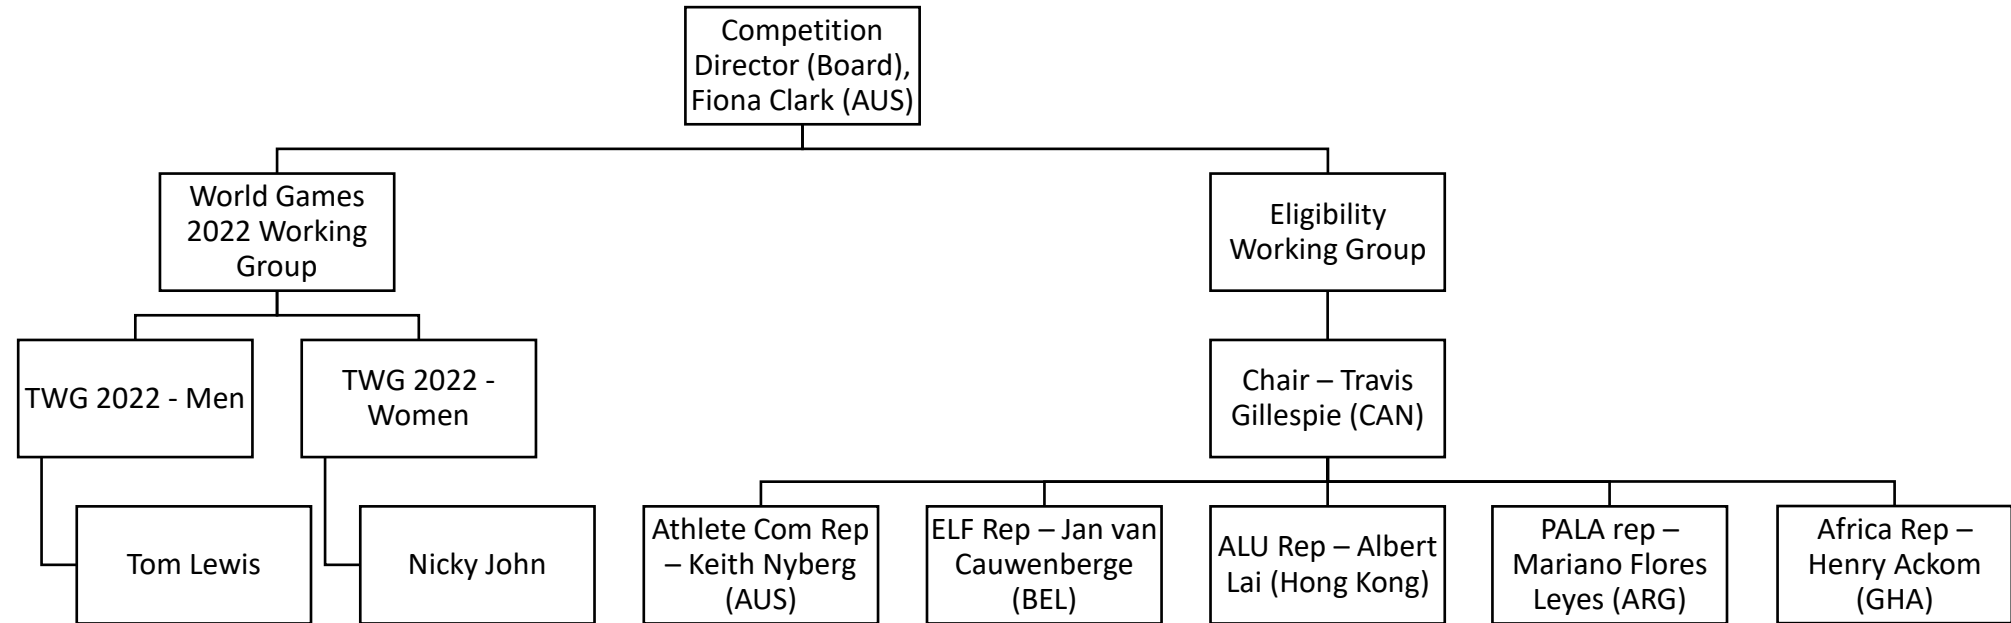 Competition
Director (Board),
Fiona Clark (AUS)
World Games
2022 Working
Group
Eligibility
Working Group
TWG 2022 - Men
TWG 2022 -
Women
Chair – Travis
Gillespie (CAN)
Tom Lewis
Nicky John
Athlete Com Rep
– Keith Nyberg
(AUS)
ELF Rep – Jan van
Cauwenberge
(BEL)
ALU Rep – Albert
Lai (Hong Kong)
PALA rep –
Mariano Flores
Leyes (ARG)
Africa Rep –
Henry Ackom
(GHA)